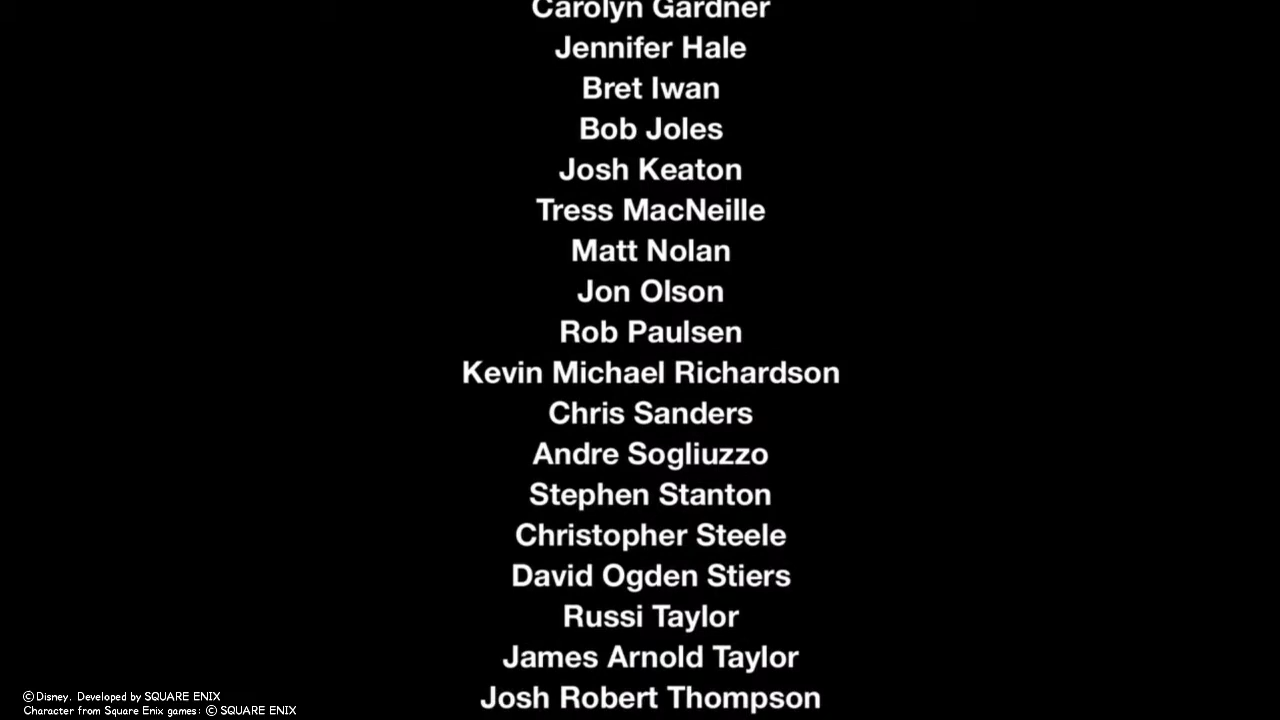 Carolyn Gardner
Jennifer Hale
Bret Iwan
Bob Joles
Josh Keaton
Tress MacNeille
Matt Nolan
Jon Olson
Rob Paulsen
Kevin Michael Richardson
Chris Sanders
Andre Sogliuzzo
Stephen Stanton
Christopher Steele
David Ogden Stiers
Russi Taylor
James Arnold Taylor
Josh Robert Thompson
©Disney. Developed by SQUARE ENIX
Character from Square Enix games: © SQUARE ENIX